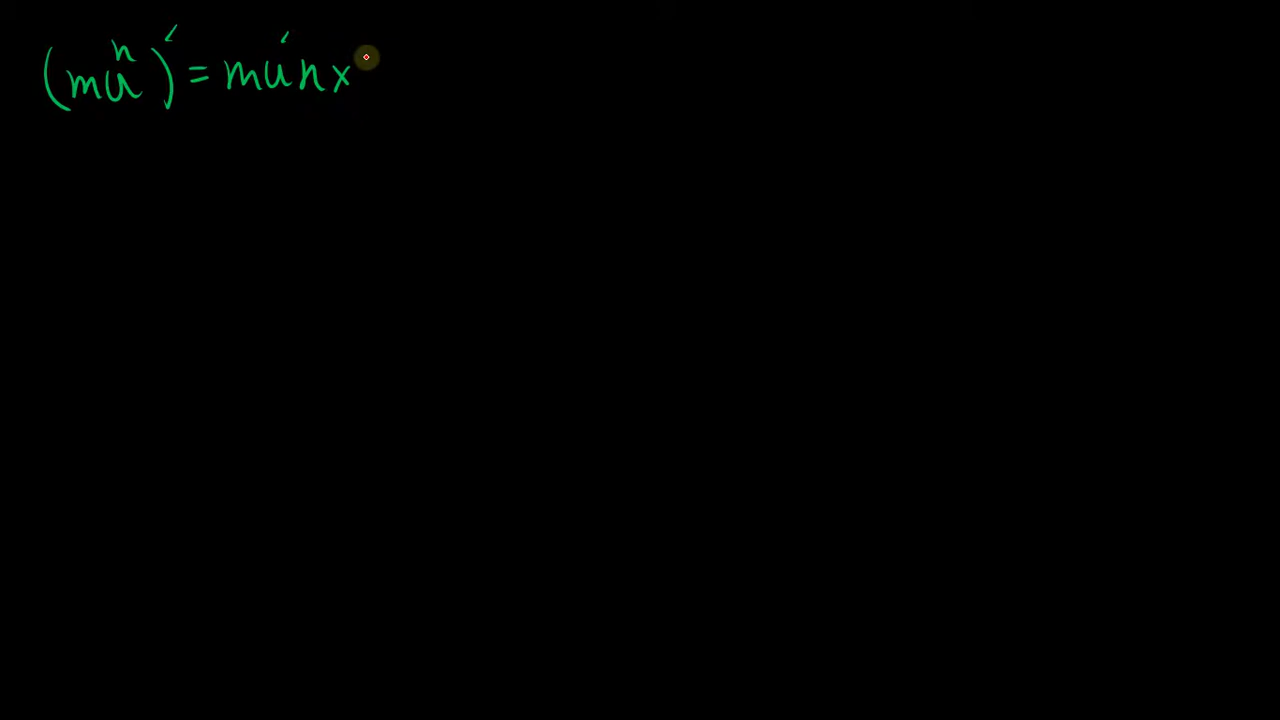 (mu^n)' = mu'nx